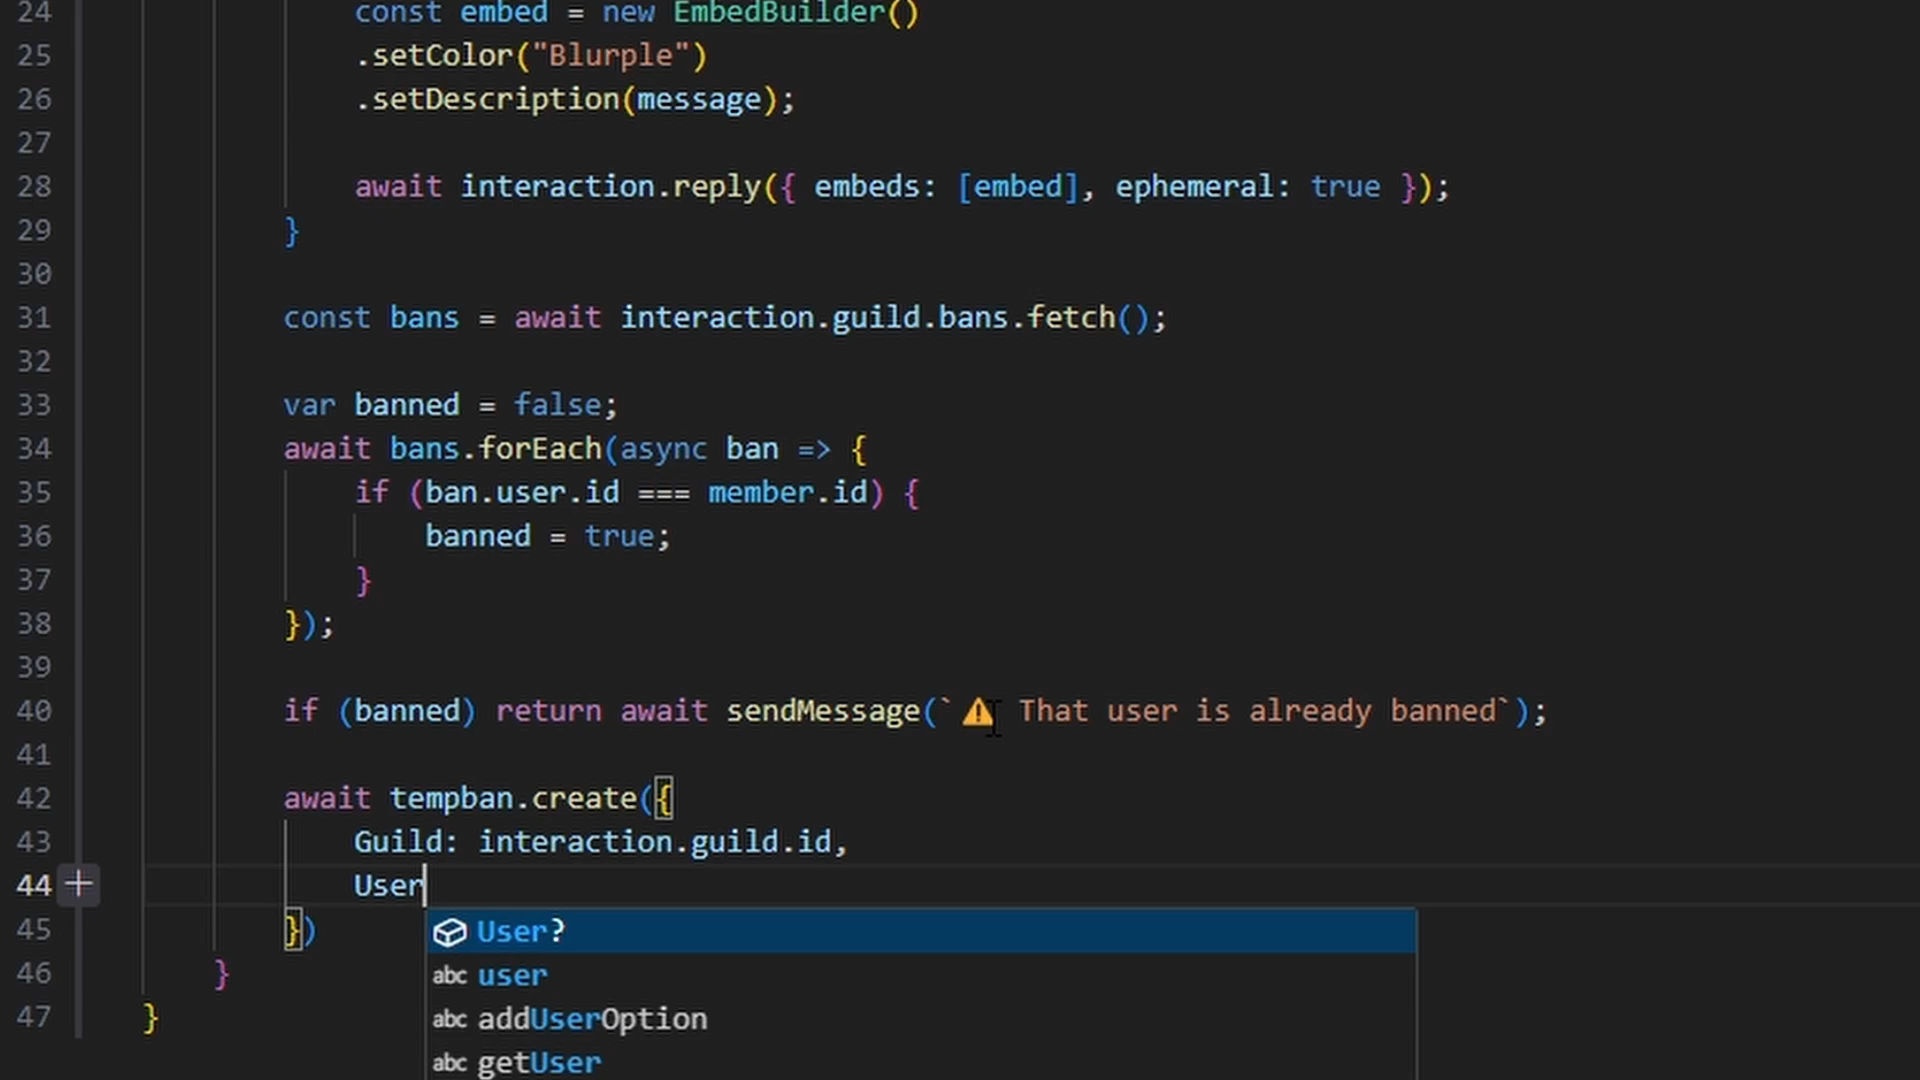 24 const embed = new EmbedBuilder()
25 .setColor("Blurple")
26 .setDescription(message);
27
28 await interaction.reply({ embeds: [embed], ephemeral: true });
29 }
30
31 const bans = await interaction.guild.bans.fetch();
32
33 var banned = false;
34 await bans.forEach(async ban => {
35 if (ban.user.id === member.id) {
36 banned = true;
37 }
38 });
39
40 if (banned) return await sendMessage(`⚠ That user is already banned`);
41
42 await tempban.create({
43 Guild: interaction.guild.id,
44 User
45 })
User?
abc user
46 }
abc addUserOption
47 }
abc getUser